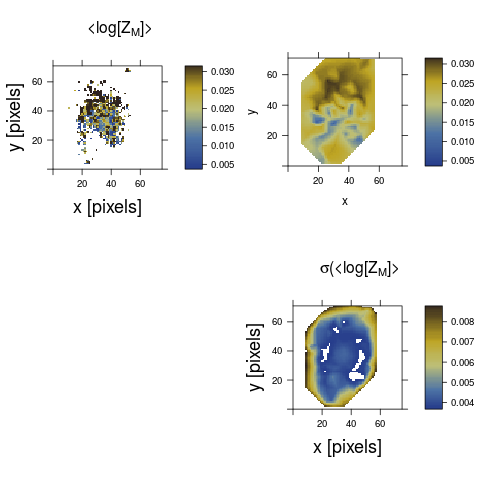 <log[Z_M]>
y [pixels]
60
40
20
20 40 60
x [pixels]
0.030
0.025
0.020
0.015
0.010
0.005
y
60
40
20
20 40 60
x
0.030
0.025
0.020
0.015
0.010
0.005
σ(<log[Z_M]>
y [pixels]
60
40
20
20 40 60
x [pixels]
0.008
0.007
0.006
0.005
0.004